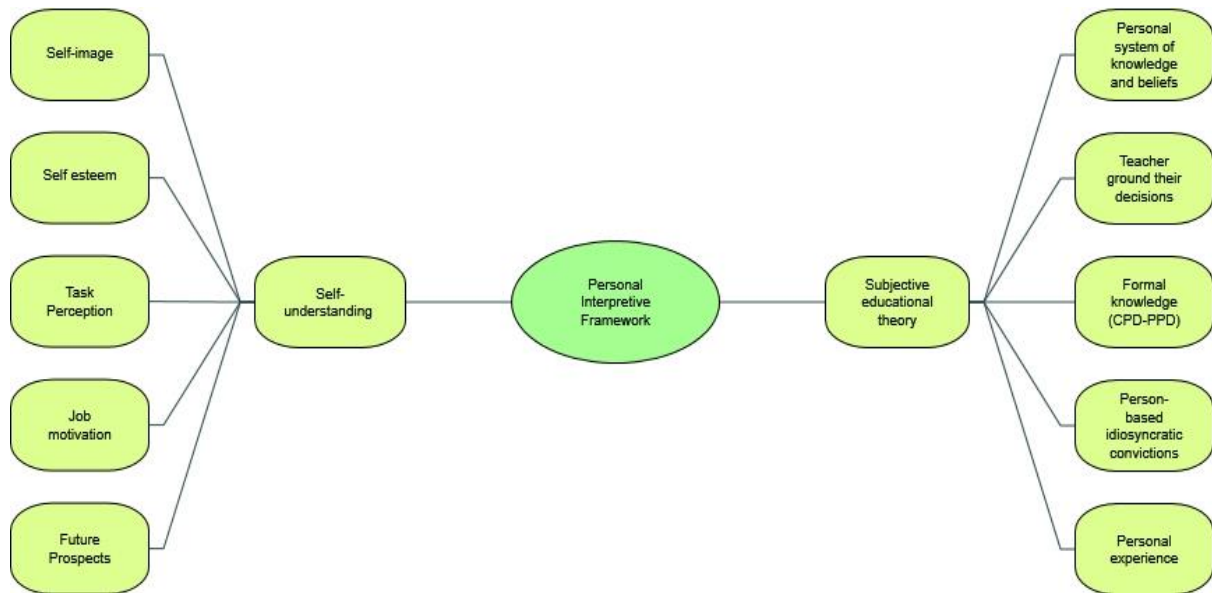 Self-image
Self esteem
Task
Perception
Job
motivation
Future
Prospects
Self-
understanding
Personal
Interpretive
Framework
Subjective
educational
theory
Personal
system of
knowledge
and beliefs
Teacher
ground their
decisions
Formal
knowledge
(CPD-PPD)
Person-
based
idiosyncratic
convictions
Personal
experience